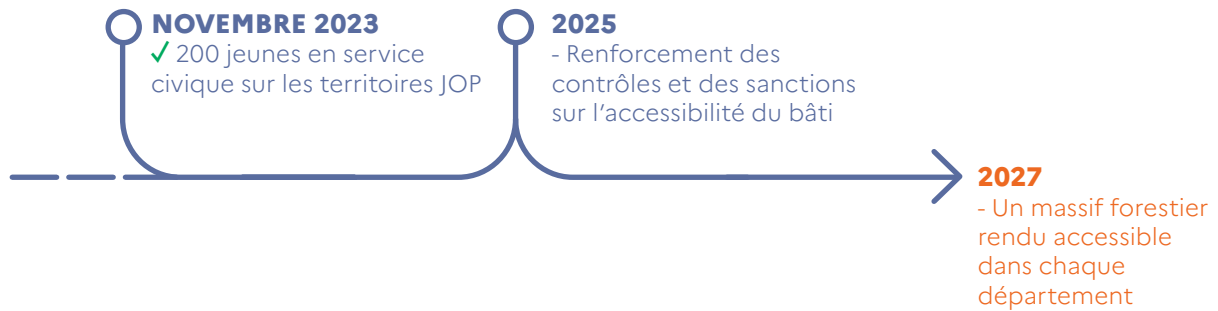 NOVEMBRE 2023
✓ 200 jeunes en service
civique sur les territoires JOP
2025
- Renforcement des
contrôles et des sanctions
sur l’accessibilité du bâti
2027
- Un massif forestier
rendu accessible
dans chaque
département